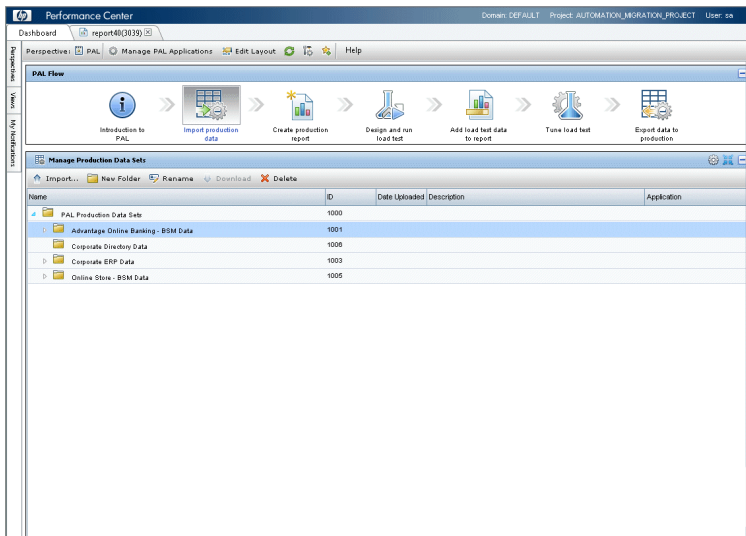 hp Performance Center Domain: DEFAULT Project: AUTOMATION_MIGRATION_PROJECT User: sa
Dashboard report40(3039)
Perspective: PAL Manage PAL Applications Edit Layout Help
Perspectives
Views
My Notifications
PAL Flow
Introduction to PAL
Import production data
Create production report
Design and run load test
Add load test data to report
Tune load test
Export data to production
Manage Production Data Sets
Import... New Folder Rename Download Delete
Name ID Date Uploaded Description Application
PAL Production Data Sets 1000
Advantage Online Banking - BSM Data 1001
Corporate Directory Data 1006
Corporate ERP Data 1003
Online Store - BSM Data 1005